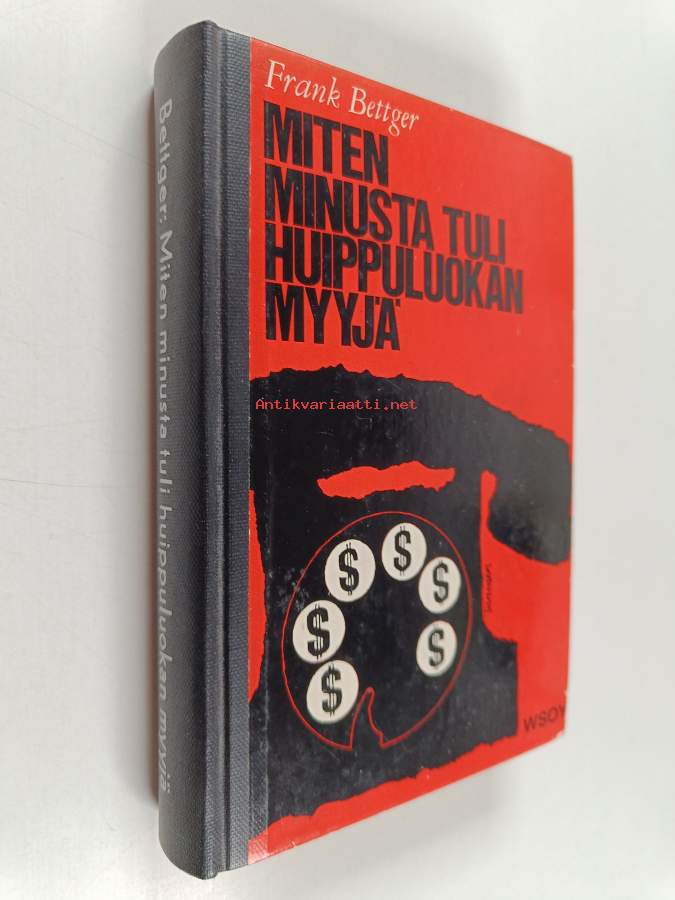 Frank Bettger
MITEN
MINUSTA TULI
HUIPPULUOKAN
MYYJÄ
Antikvariaatti.net
$ $ $ $ $ $
WSOY
Bettger: Miten minusta tuli huippuluokan myyjä